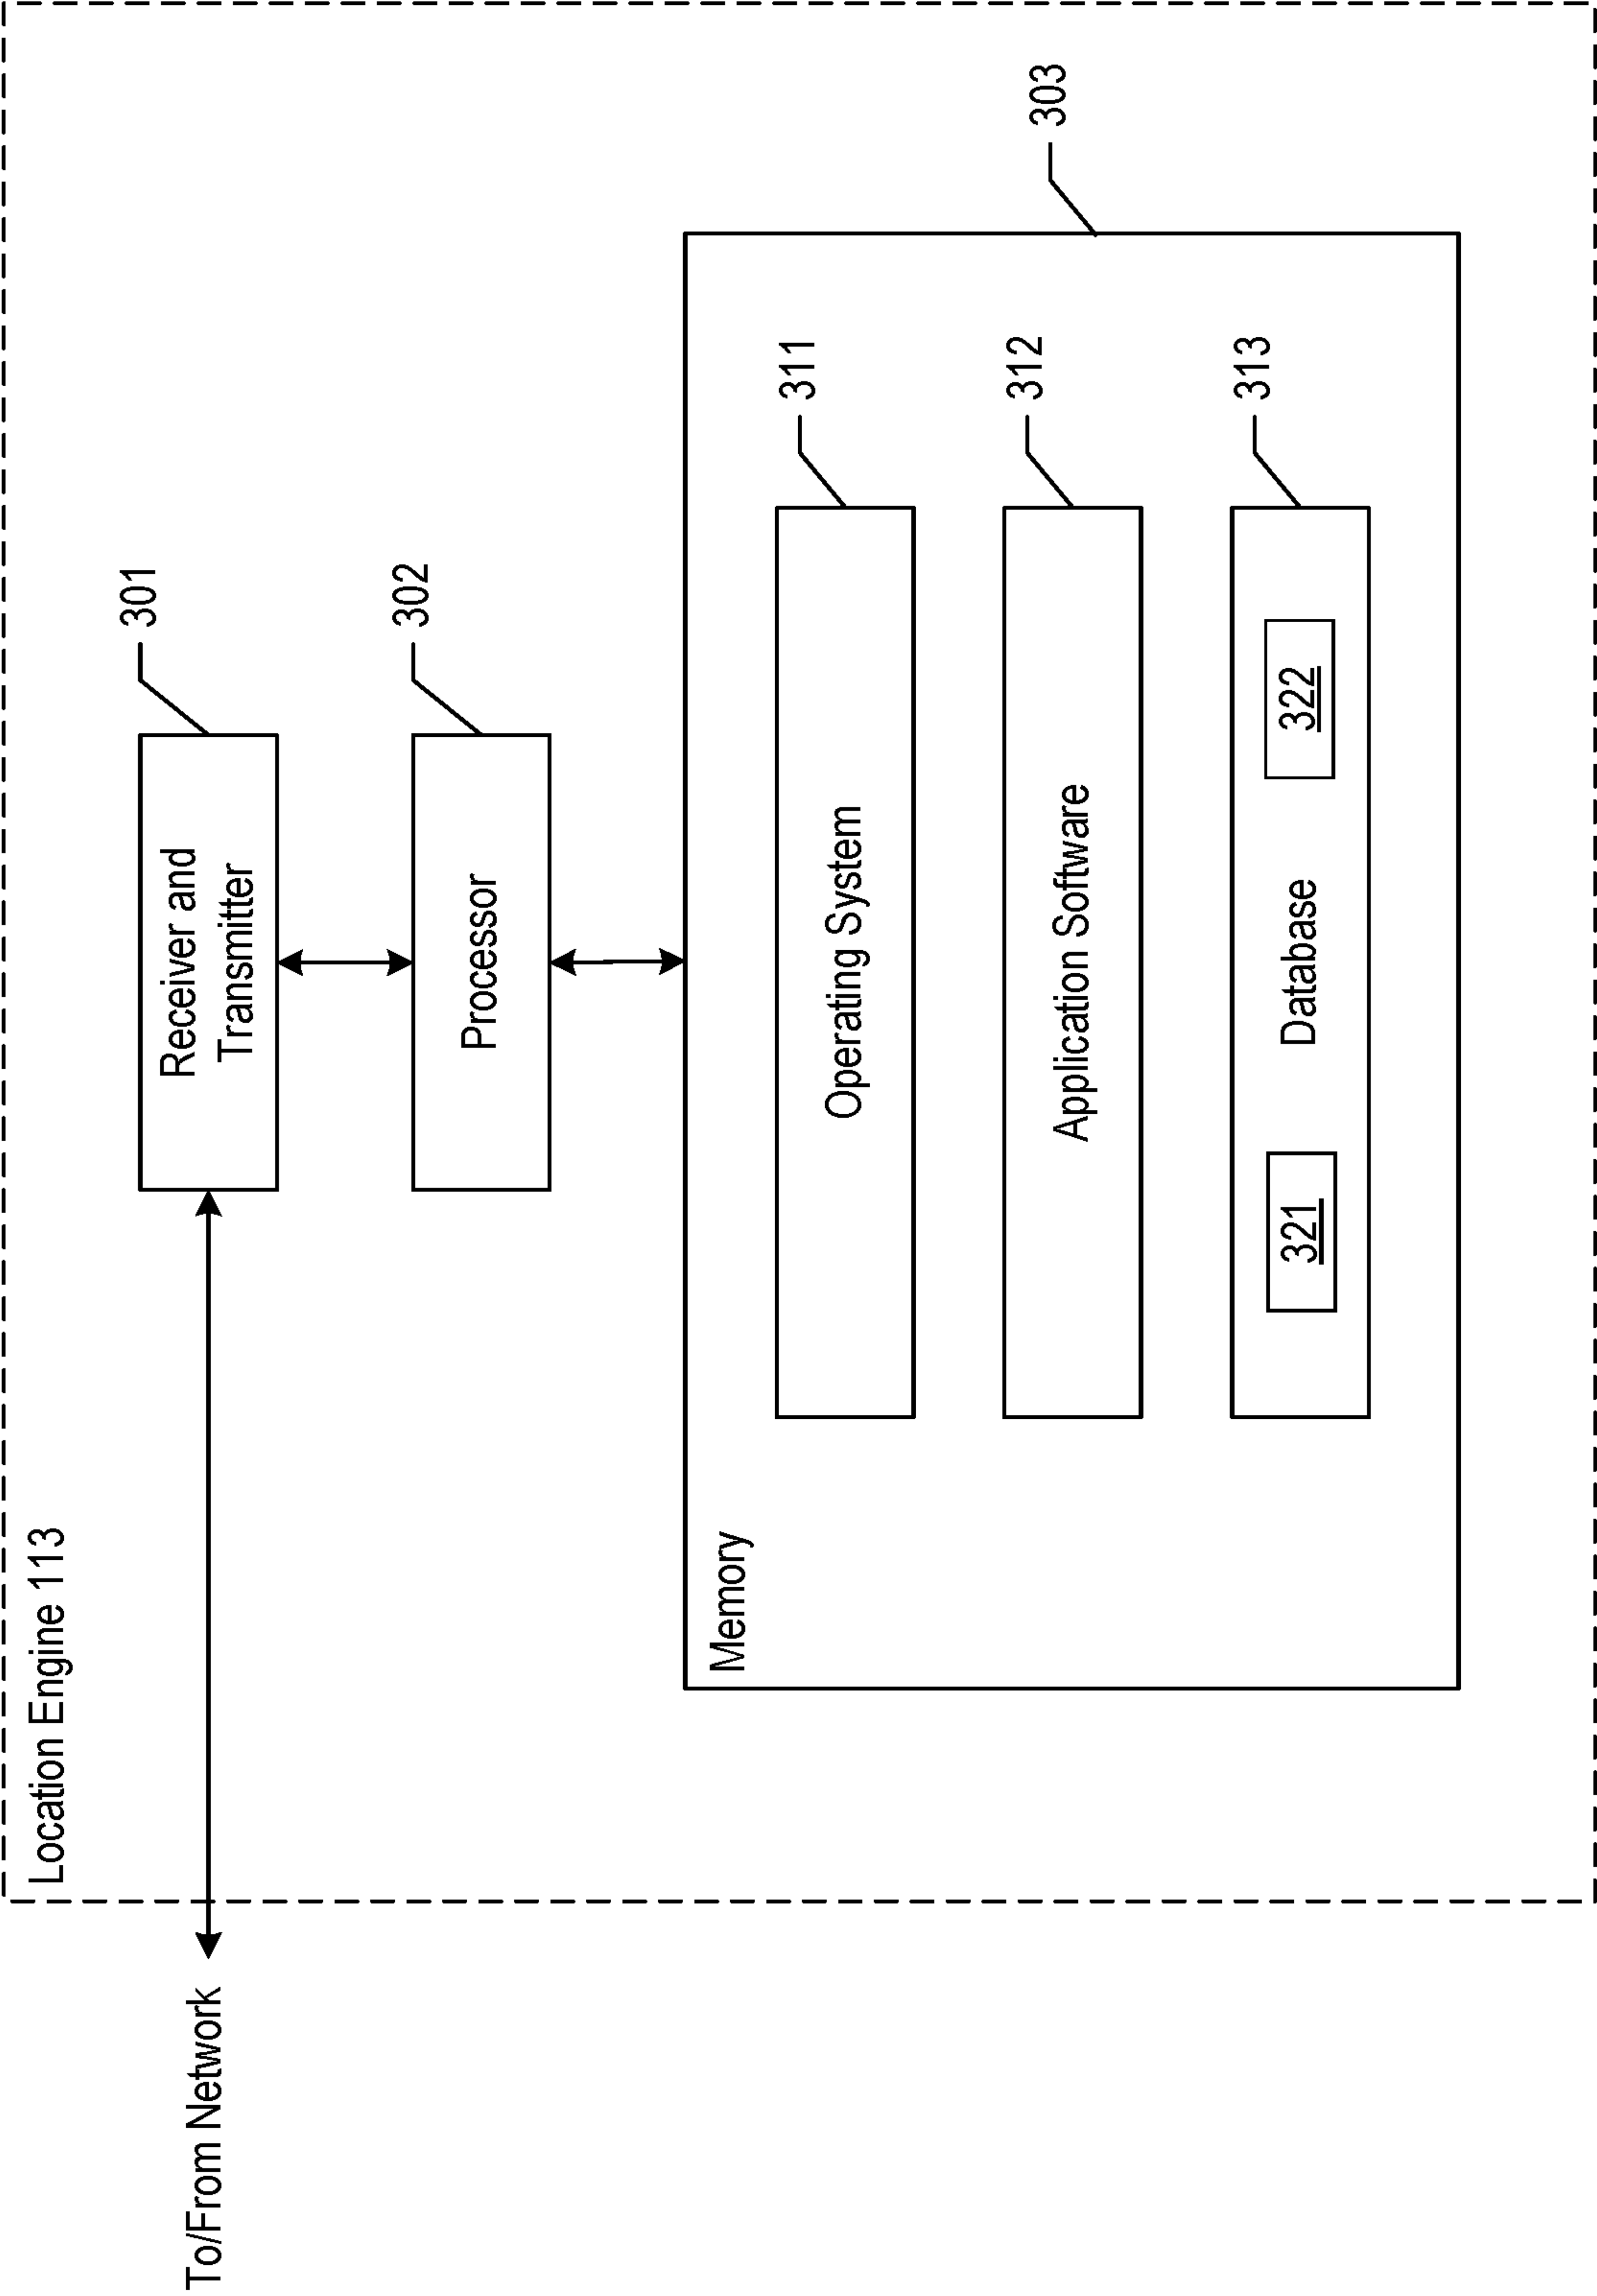 Location Engine 113
301
Receiver and
Transmitter
To/From Network
302
Processor
303
Memory
311
Operating System
312
Application Software
313
321
Database
322